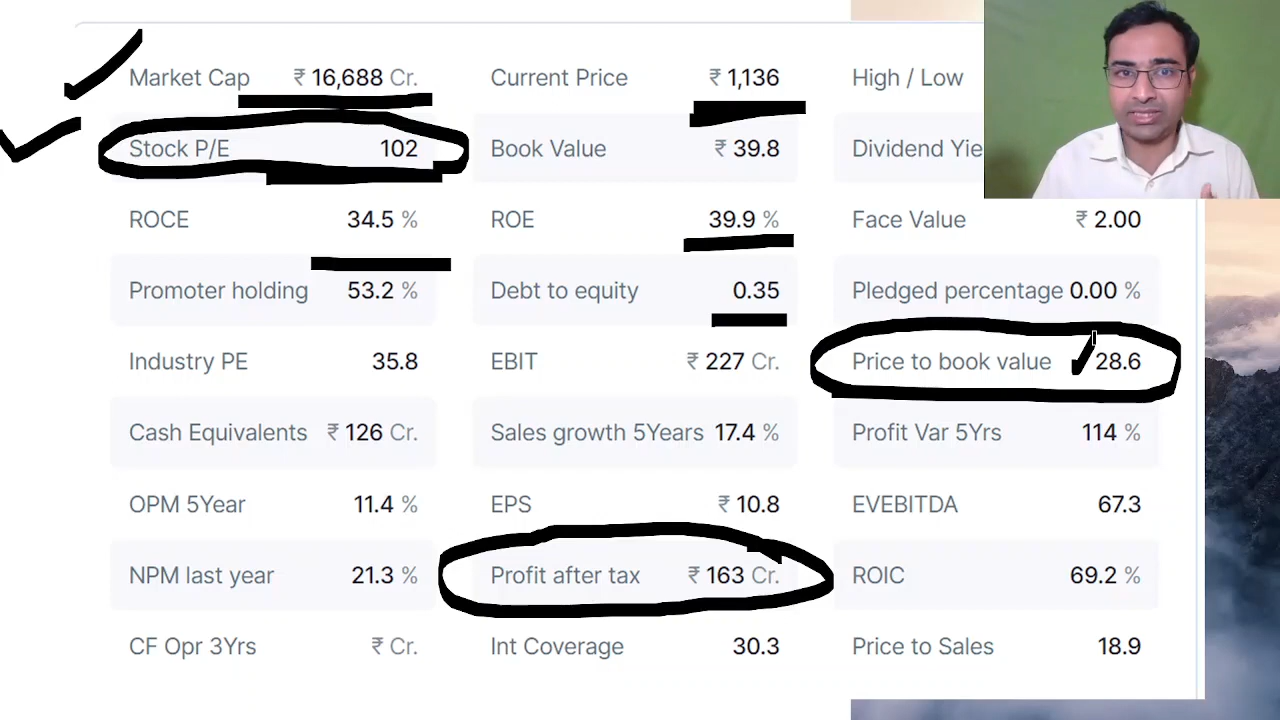 Market Cap ₹ 16,688 Cr. Current Price ₹ 1,136 High / Low
Stock P/E 102 Book Value ₹ 39.8 Dividend Yie
ROCE 34.5 % ROE 39.9 % Face Value ₹ 2.00
Promoter holding 53.2 % Debt to equity 0.35 Pledged percentage 0.00 %
Industry PE 35.8 EBIT ₹ 227 Cr. Price to book value 28.6
Cash Equivalents ₹ 126 Cr. Sales growth 5Years 17.4 % Profit Var 5Yrs 114 %
OPM 5Year 11.4 % EPS ₹ 10.8 EVEBITDA 67.3
NPM last year 21.3 % Profit after tax ₹ 163 Cr. ROIC 69.2 %
CF Opr 3Yrs ₹ Cr. Int Coverage 30.3 Price to Sales 18.9